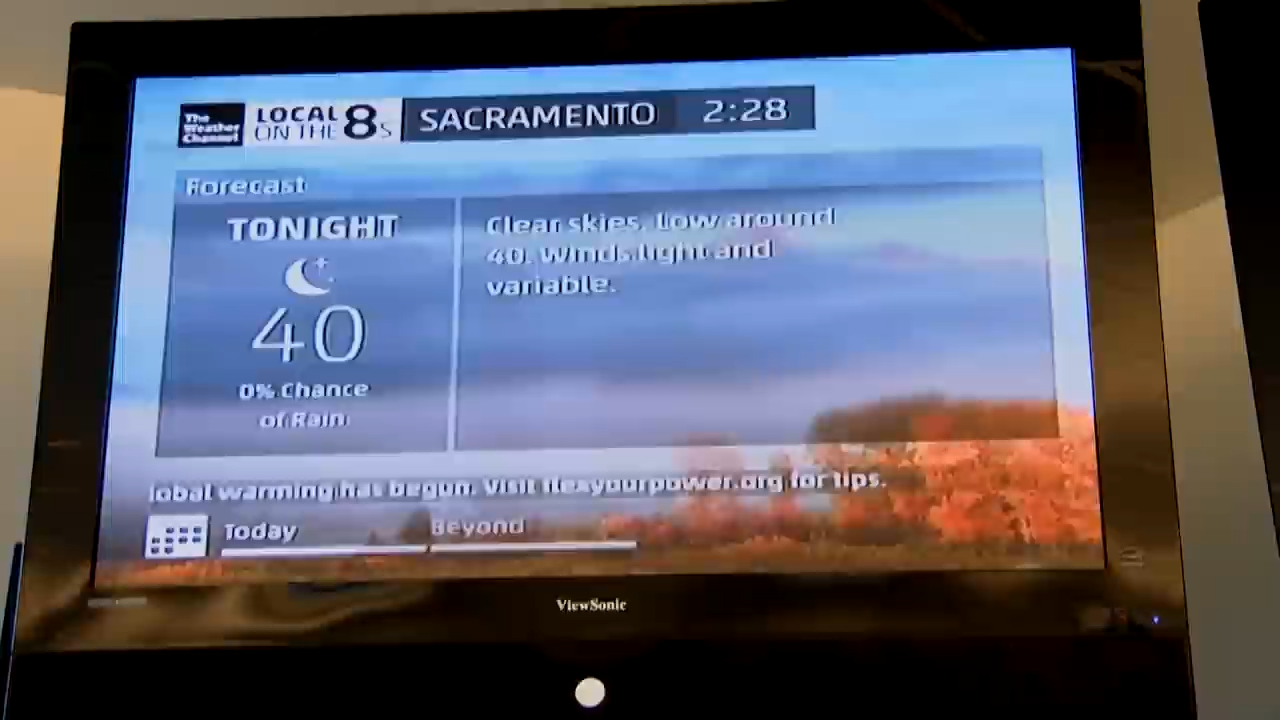 The
Weather
Channel
LOCAL
ON THE 8s
SACRAMENTO 2:28
Forecast
TONIGHT
40
0% Chance
of Rain
Clear skies. Low around
40. Winds light and
variable.
lobal warming has begun. Visit flexyourpower.org for tips.
Today Beyond
ViewSonic